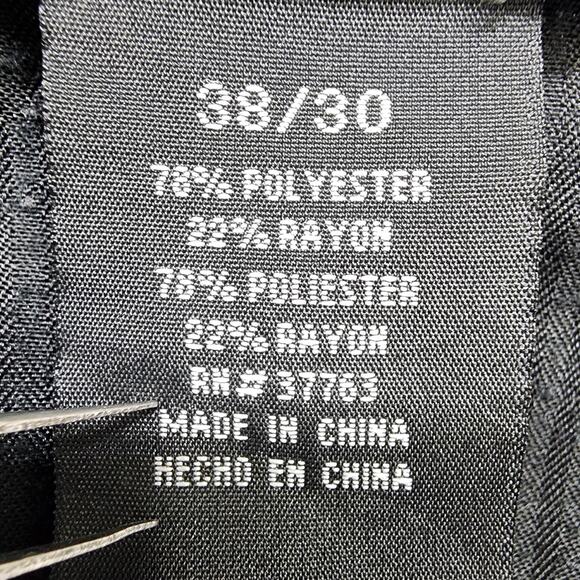 38/30
78% POLYESTER
22% RAYON
78% POLIESTER
22% RAYON
RN# 37763
MADE IN CHINA
HECHO EN CHINA